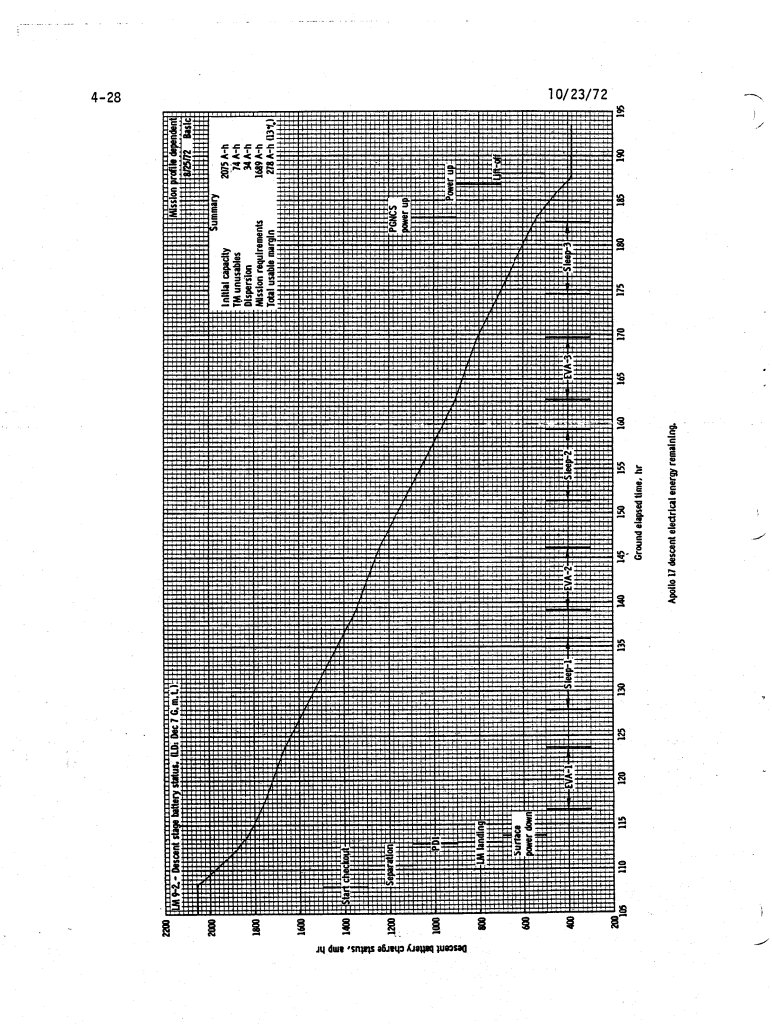 4-28
10/23/72
LM 9-2. - Descent stage battery status. (LD: Dec 7 G. m. t.)
Mission profile dependent
8/25/72 Basic
Summary
Initial capacity 2075 A-h
TM unusables 74 A-h
Dispersion 34 A-h
Mission requirements 1689 A-h
Total usable margin 278 A-h (13%)
Descent battery charge status, amp hr
2200
2000
1800
1600
1400
1200
1000
800
600
400
200
Start checkout
Separation
PDI
LM landing
Surface
power down
PGNCS
power up
Power up
Lift-off
EVA-1
Sleep-1
EVA-2
Sleep-2
EVA-3
Sleep-3
105 110 115 120 125 130 135 140 145 150 155 160 165 170 175 180 185 190 195
Ground elapsed time, hr
Apollo 17 descent electrical energy remaining.